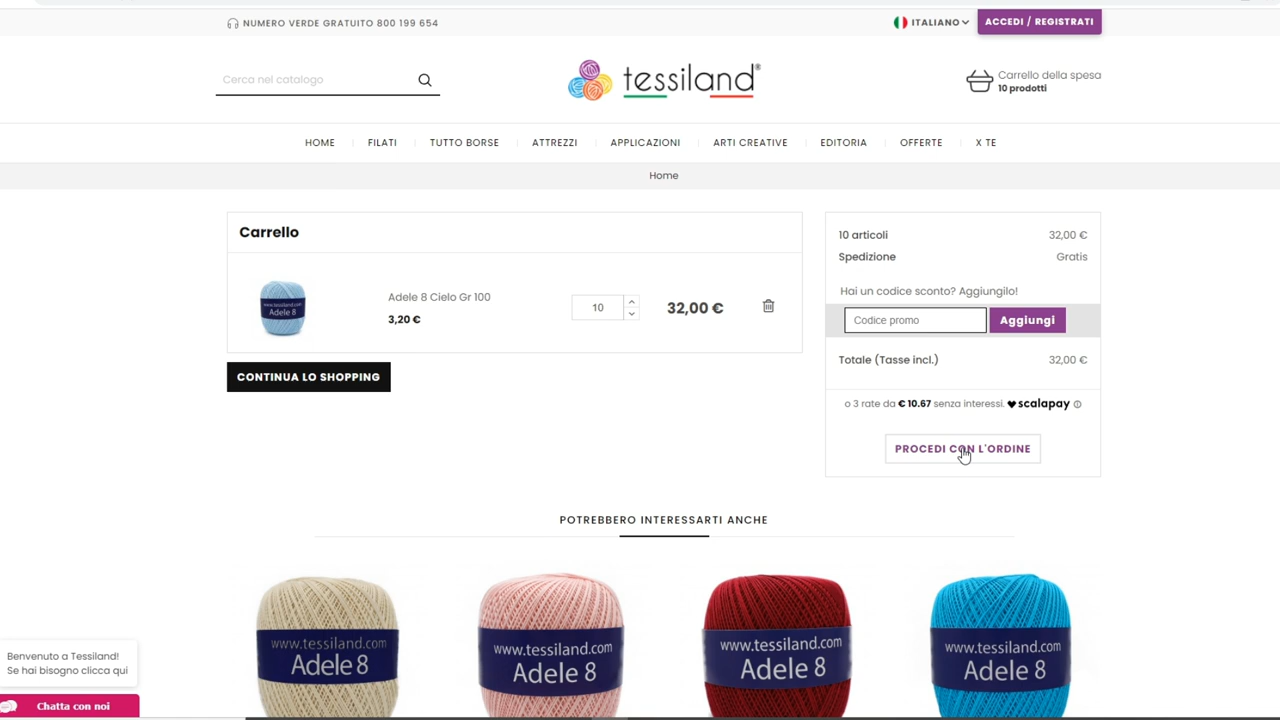 NUMERO VERDE GRATUITO 800 199 654
ITALIANO
ACCEDI / REGISTRATI
Cerca nel catalogo
tessiland®
Carrello della spesa
10 prodotti
HOME
FILATI
TUTTO BORSE
ATTREZZI
APPLICAZIONI
ARTI CREATIVE
EDITORIA
OFFERTE
X TE
Home
Carrello
www.tessiland.com
Adele 8
Adele 8 Cielo Gr 100
3,20 €
10
32,00 €
CONTINUA LO SHOPPING
10 articoli 32,00 €
Spedizione Gratis
Hai un codice sconto? Aggiungilo!
Codice promo
Aggiungi
Totale (Tasse incl.) 32,00 €
o 3 rate da € 10.67 senza interessi. scalapay
PROCEDI CON L'ORDINE
POTREBBERO INTERESSARTI ANCHE
www.tessiland.com
Adele 8
www.tessiland.com
Adele 8
www.tessiland.com
Adele 8
www.tessiland.com
Adele 8
Benvenuto a Tessiland!
Se hai bisogno clicca qui
Chatta con noi